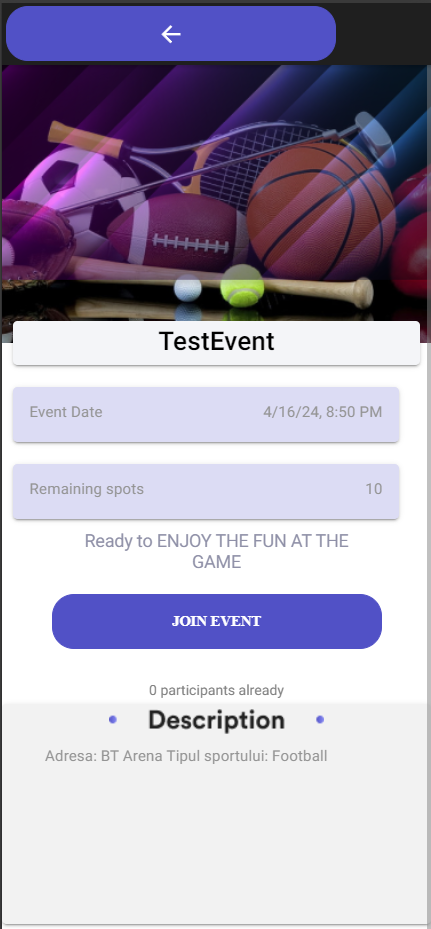 TestEvent
Event Date 4/16/24, 8:50 PM
Remaining spots 10
Ready to ENJOY THE FUN AT THE
GAME
JOIN EVENT
0 participants already
Description
Adresa: BT Arena Tipul sportului: Football